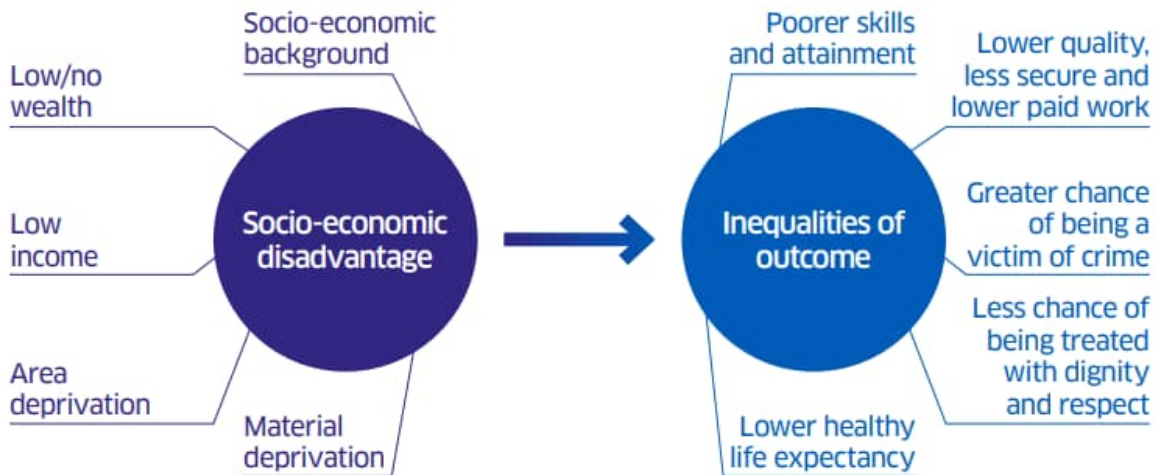 Socio-economic
background
Low/no
wealth
Low
income
Area
deprivation
Material
deprivation
Socio-economic
disadvantage
Inequalities of
outcome
Poorer skills
and attainment
Lower quality,
less secure and
lower paid work
Greater chance
of being a
victim of crime
Less chance of
being treated
with dignity
and respect
Lower healthy
life expectancy